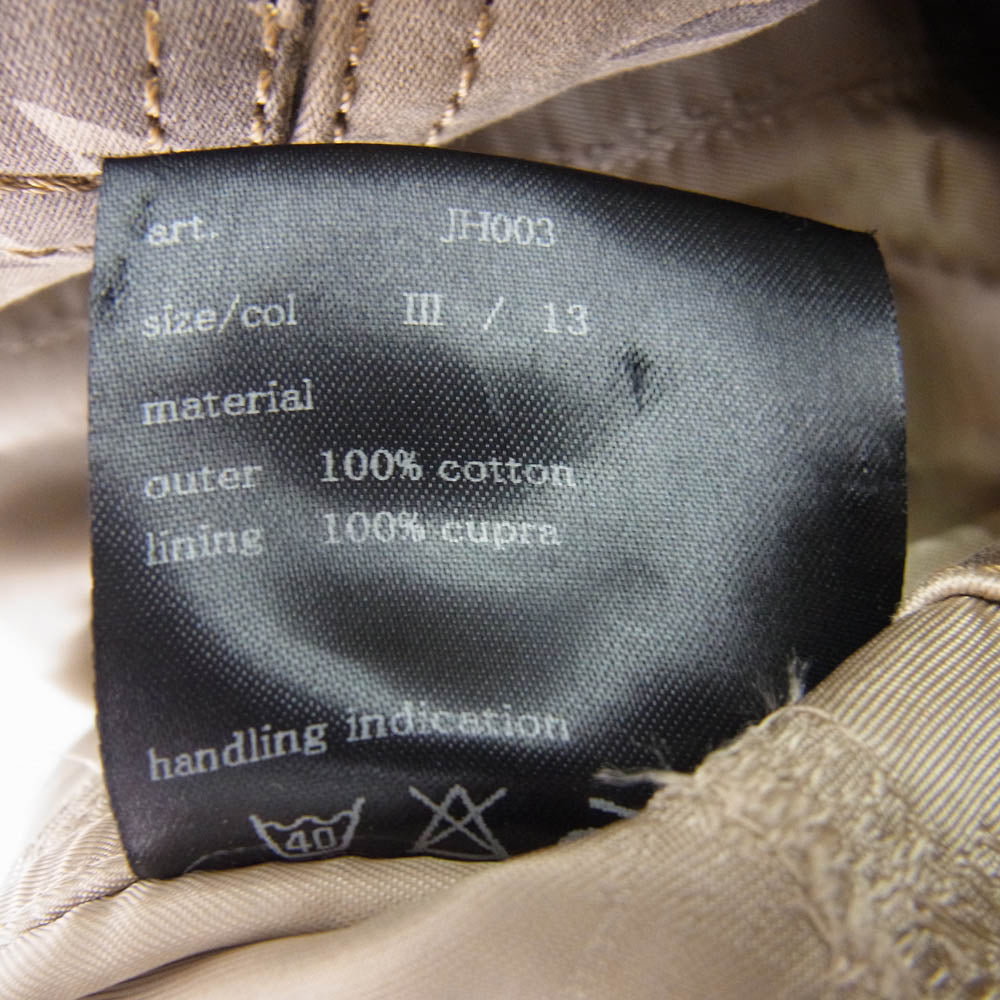 art. JH003
size/col III / 13
material
outer 100% cotton
lining 100% cupra
handling indication
40